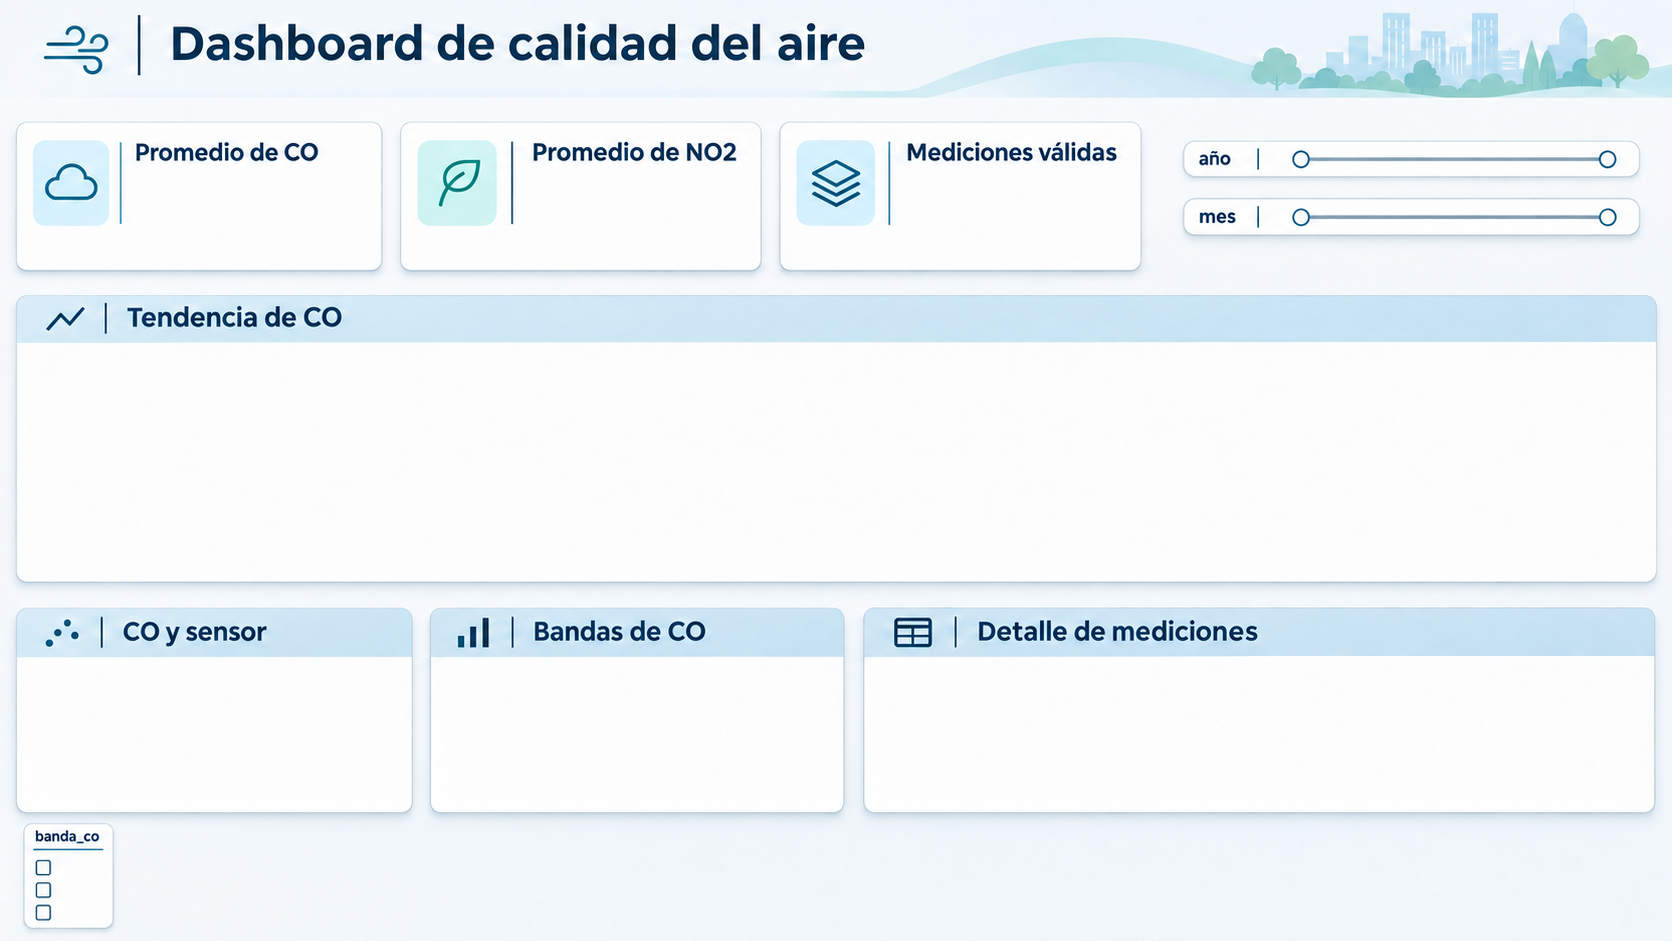 Dashboard de calidad del aire
Promedio de CO
Promedio de NO2
Mediciones válidas
año
mes
Tendencia de CO
CO y sensor
Bandas de CO
Detalle de mediciones
banda_co